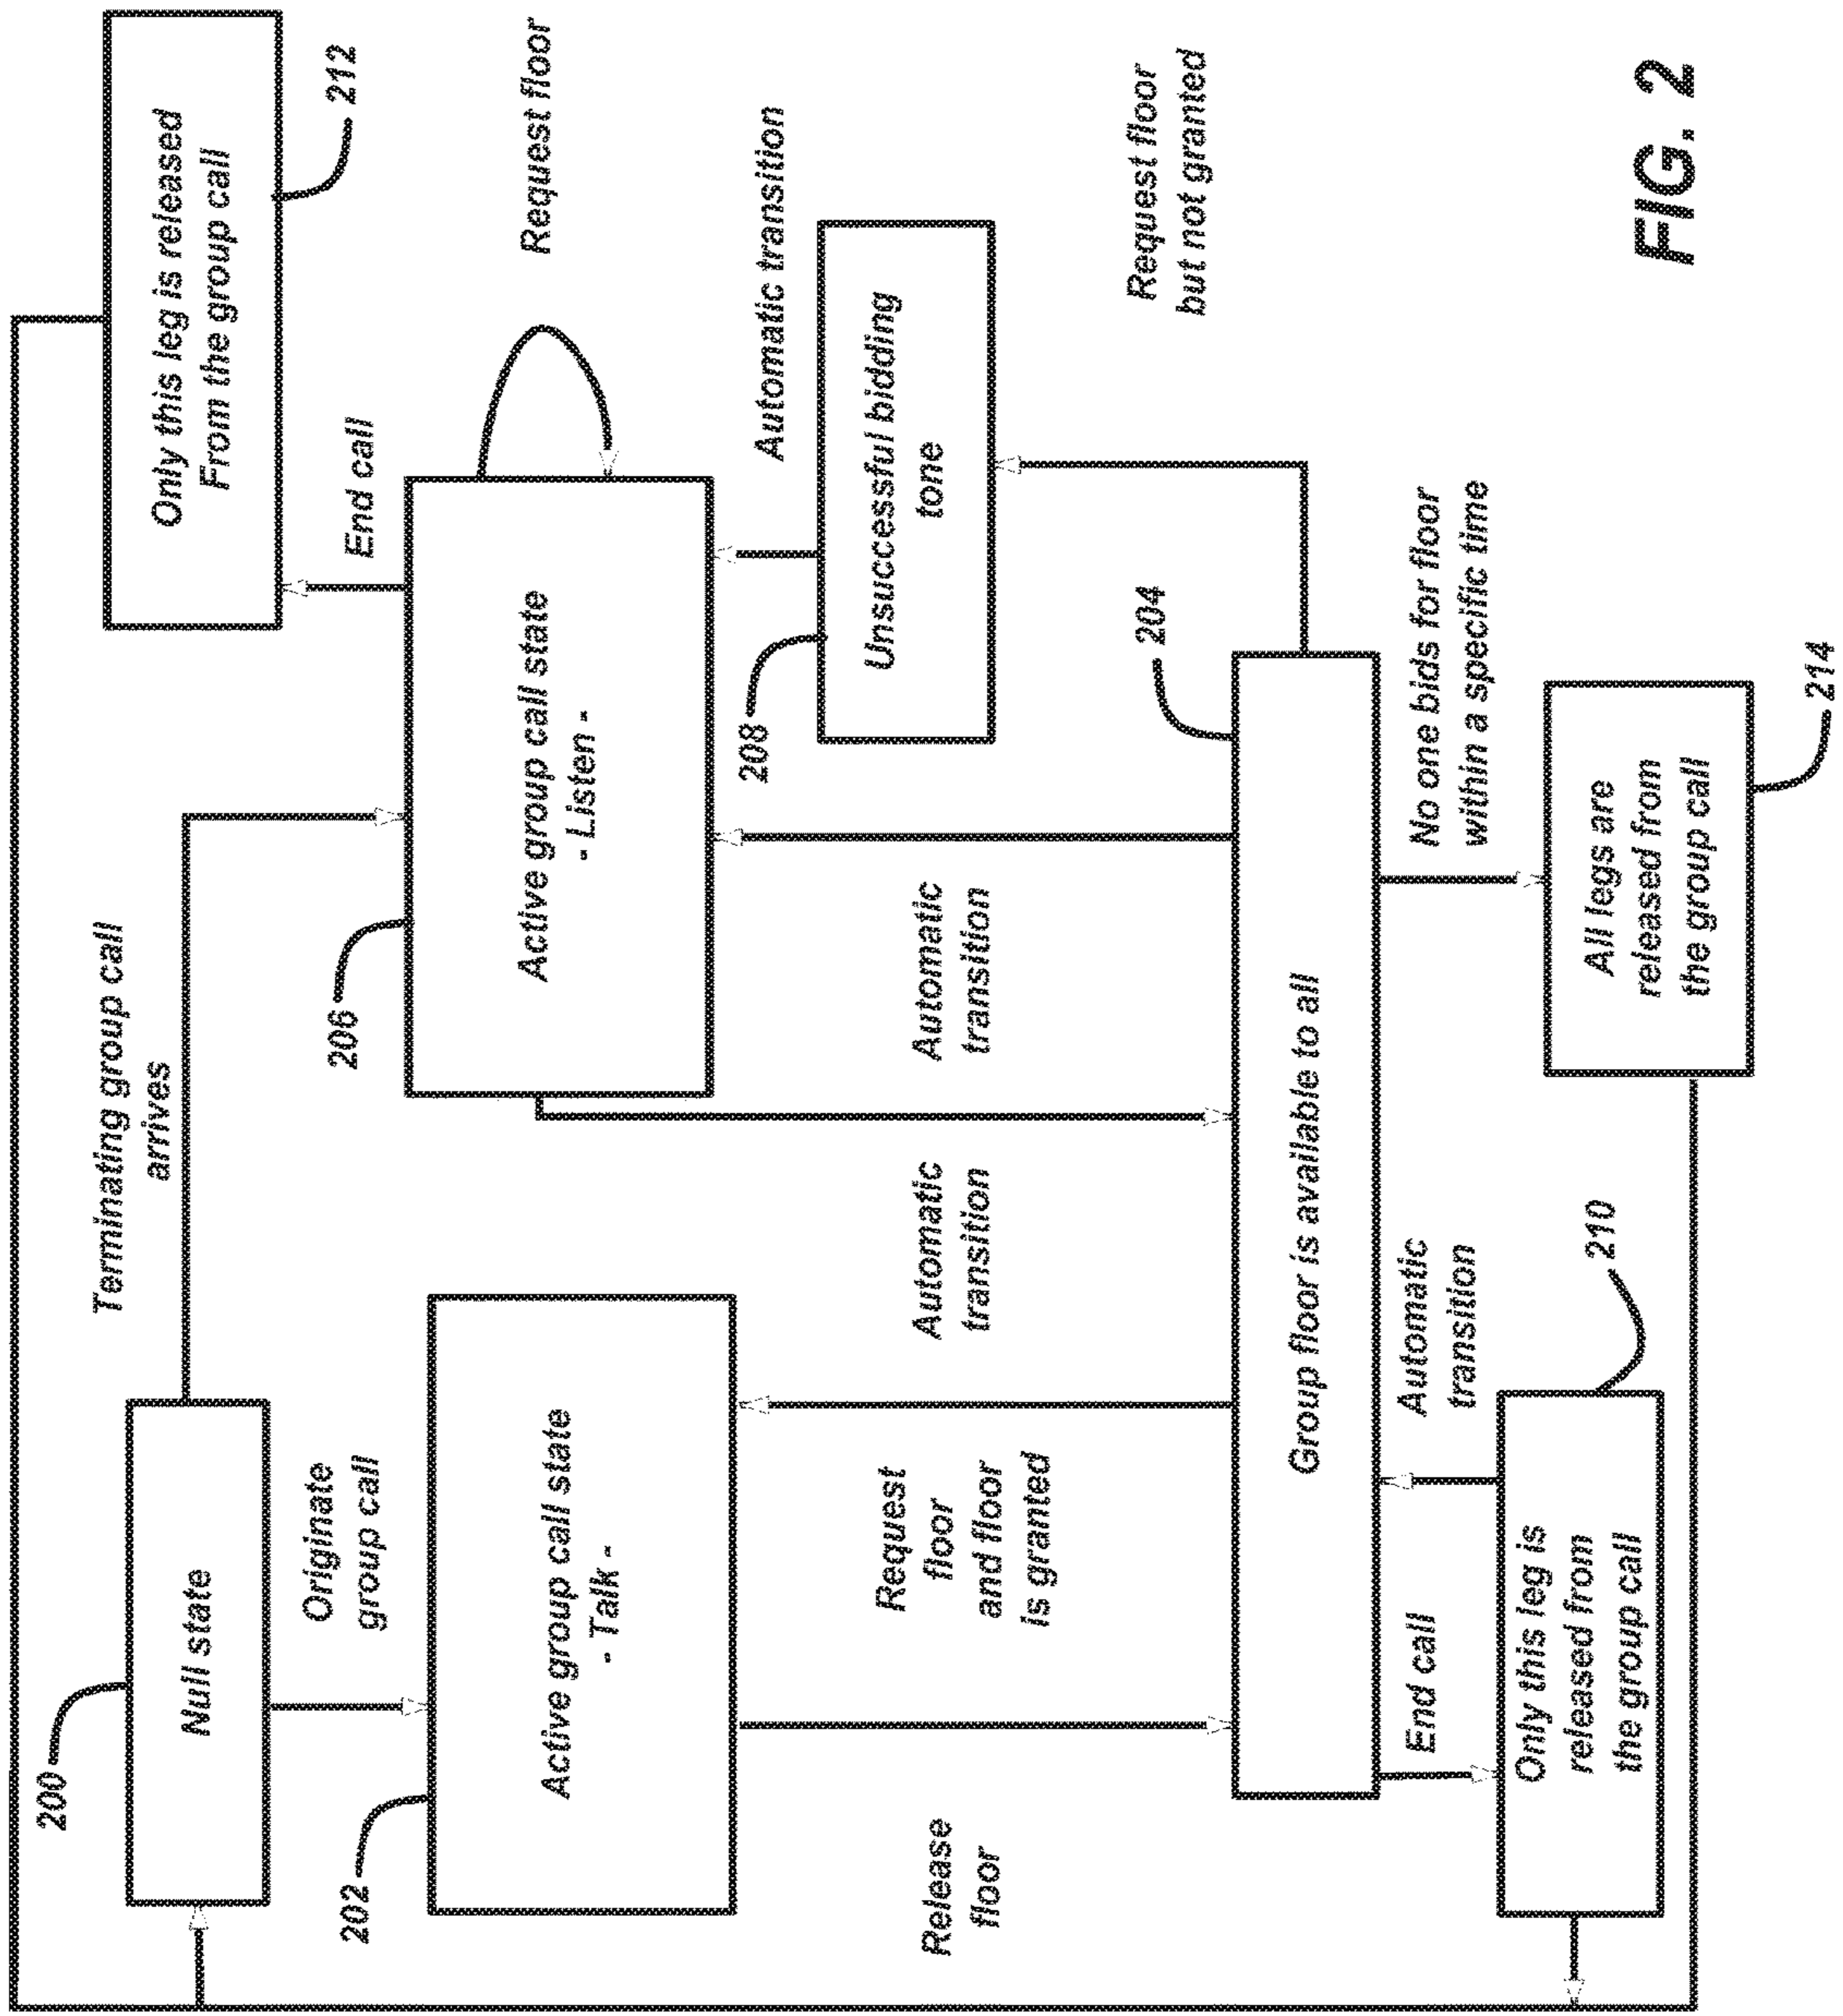 200
Null state
Terminating group call
arrives
Only this leg is released
From the group call
212
Originate
group call
End call
202
Active group call state
- Talk -
206
Active group call state
- Listen -
Request floor
Release
floor
Request
floor
and floor
is granted
Automatic
transition
Automatic
transition
Automatic transition
208
Unsuccessful bidding
tone
204
Request floor
but not granted
Group floor is available to all
End call
Automatic
transition
No one bids for floor
within a specific time
Only this leg is
released from
the group call
210
All legs are
released from
the group call
214
FIG. 2